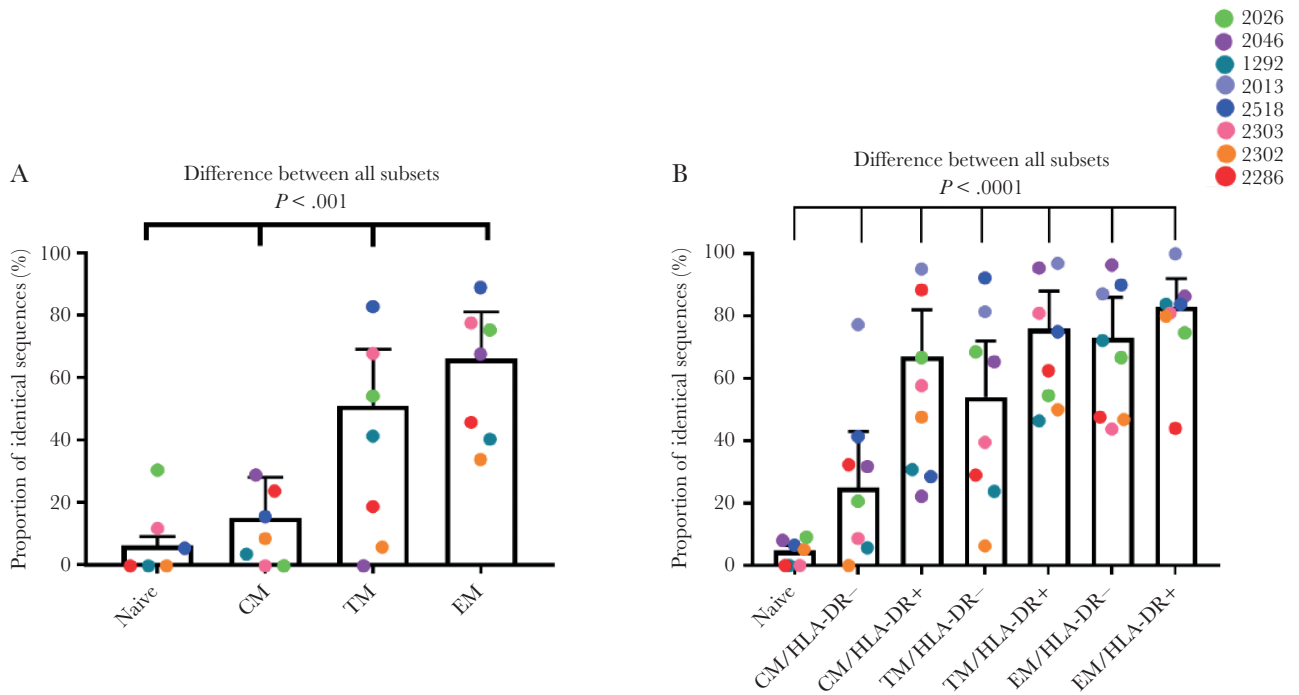 2026
2046
1292
2013
2518
2303
2302
2286
A
Difference between all subsets
P < .001
Proportion of identical sequences (%)
100
80
60
40
20
0
Naive
CM
TM
EM
B
Difference between all subsets
P < .0001
Proportion of identical sequences (%)
100
80
60
40
20
0
Naive
CM/HLA-DR−
CM/HLA-DR+
TM/HLA-DR−
TM/HLA-DR+
EM/HLA-DR−
EM/HLA-DR+